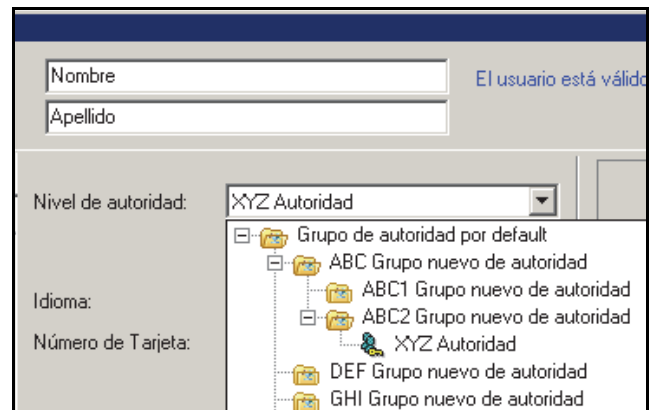 Nombre
El usuario está válido
Apellido
Nivel de autoridad:
XYZ Autoridad
Grupo de autoridad por default
ABC Grupo nuevo de autoridad
ABC1 Grupo nuevo de autoridad
Idioma:
ABC2 Grupo nuevo de autoridad
Número de Tarjeta:
XYZ Autoridad
DEF Grupo nuevo de autoridad
GHI Grupo nuevo de autoridad